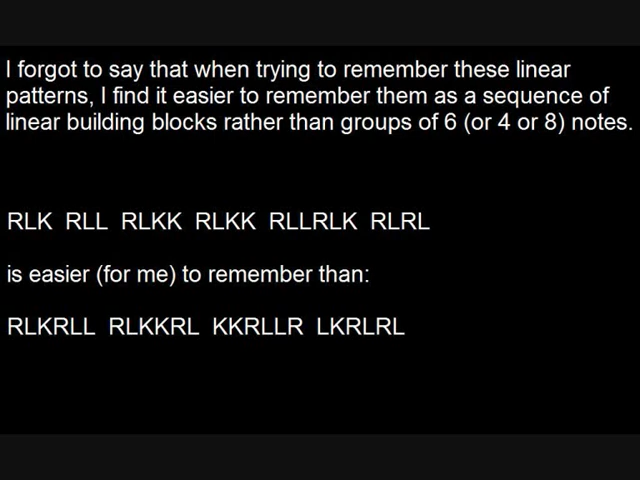 I forgot to say that when trying to remember these linear
patterns, I find it easier to remember them as a sequence of
linear building blocks rather than groups of 6 (or 4 or 8) notes.
RLK RLL RLKK RLKK RLLRLK RLRL
is easier (for me) to remember than:
RLKRLL RLKKRL KKRLLR LKRLRL